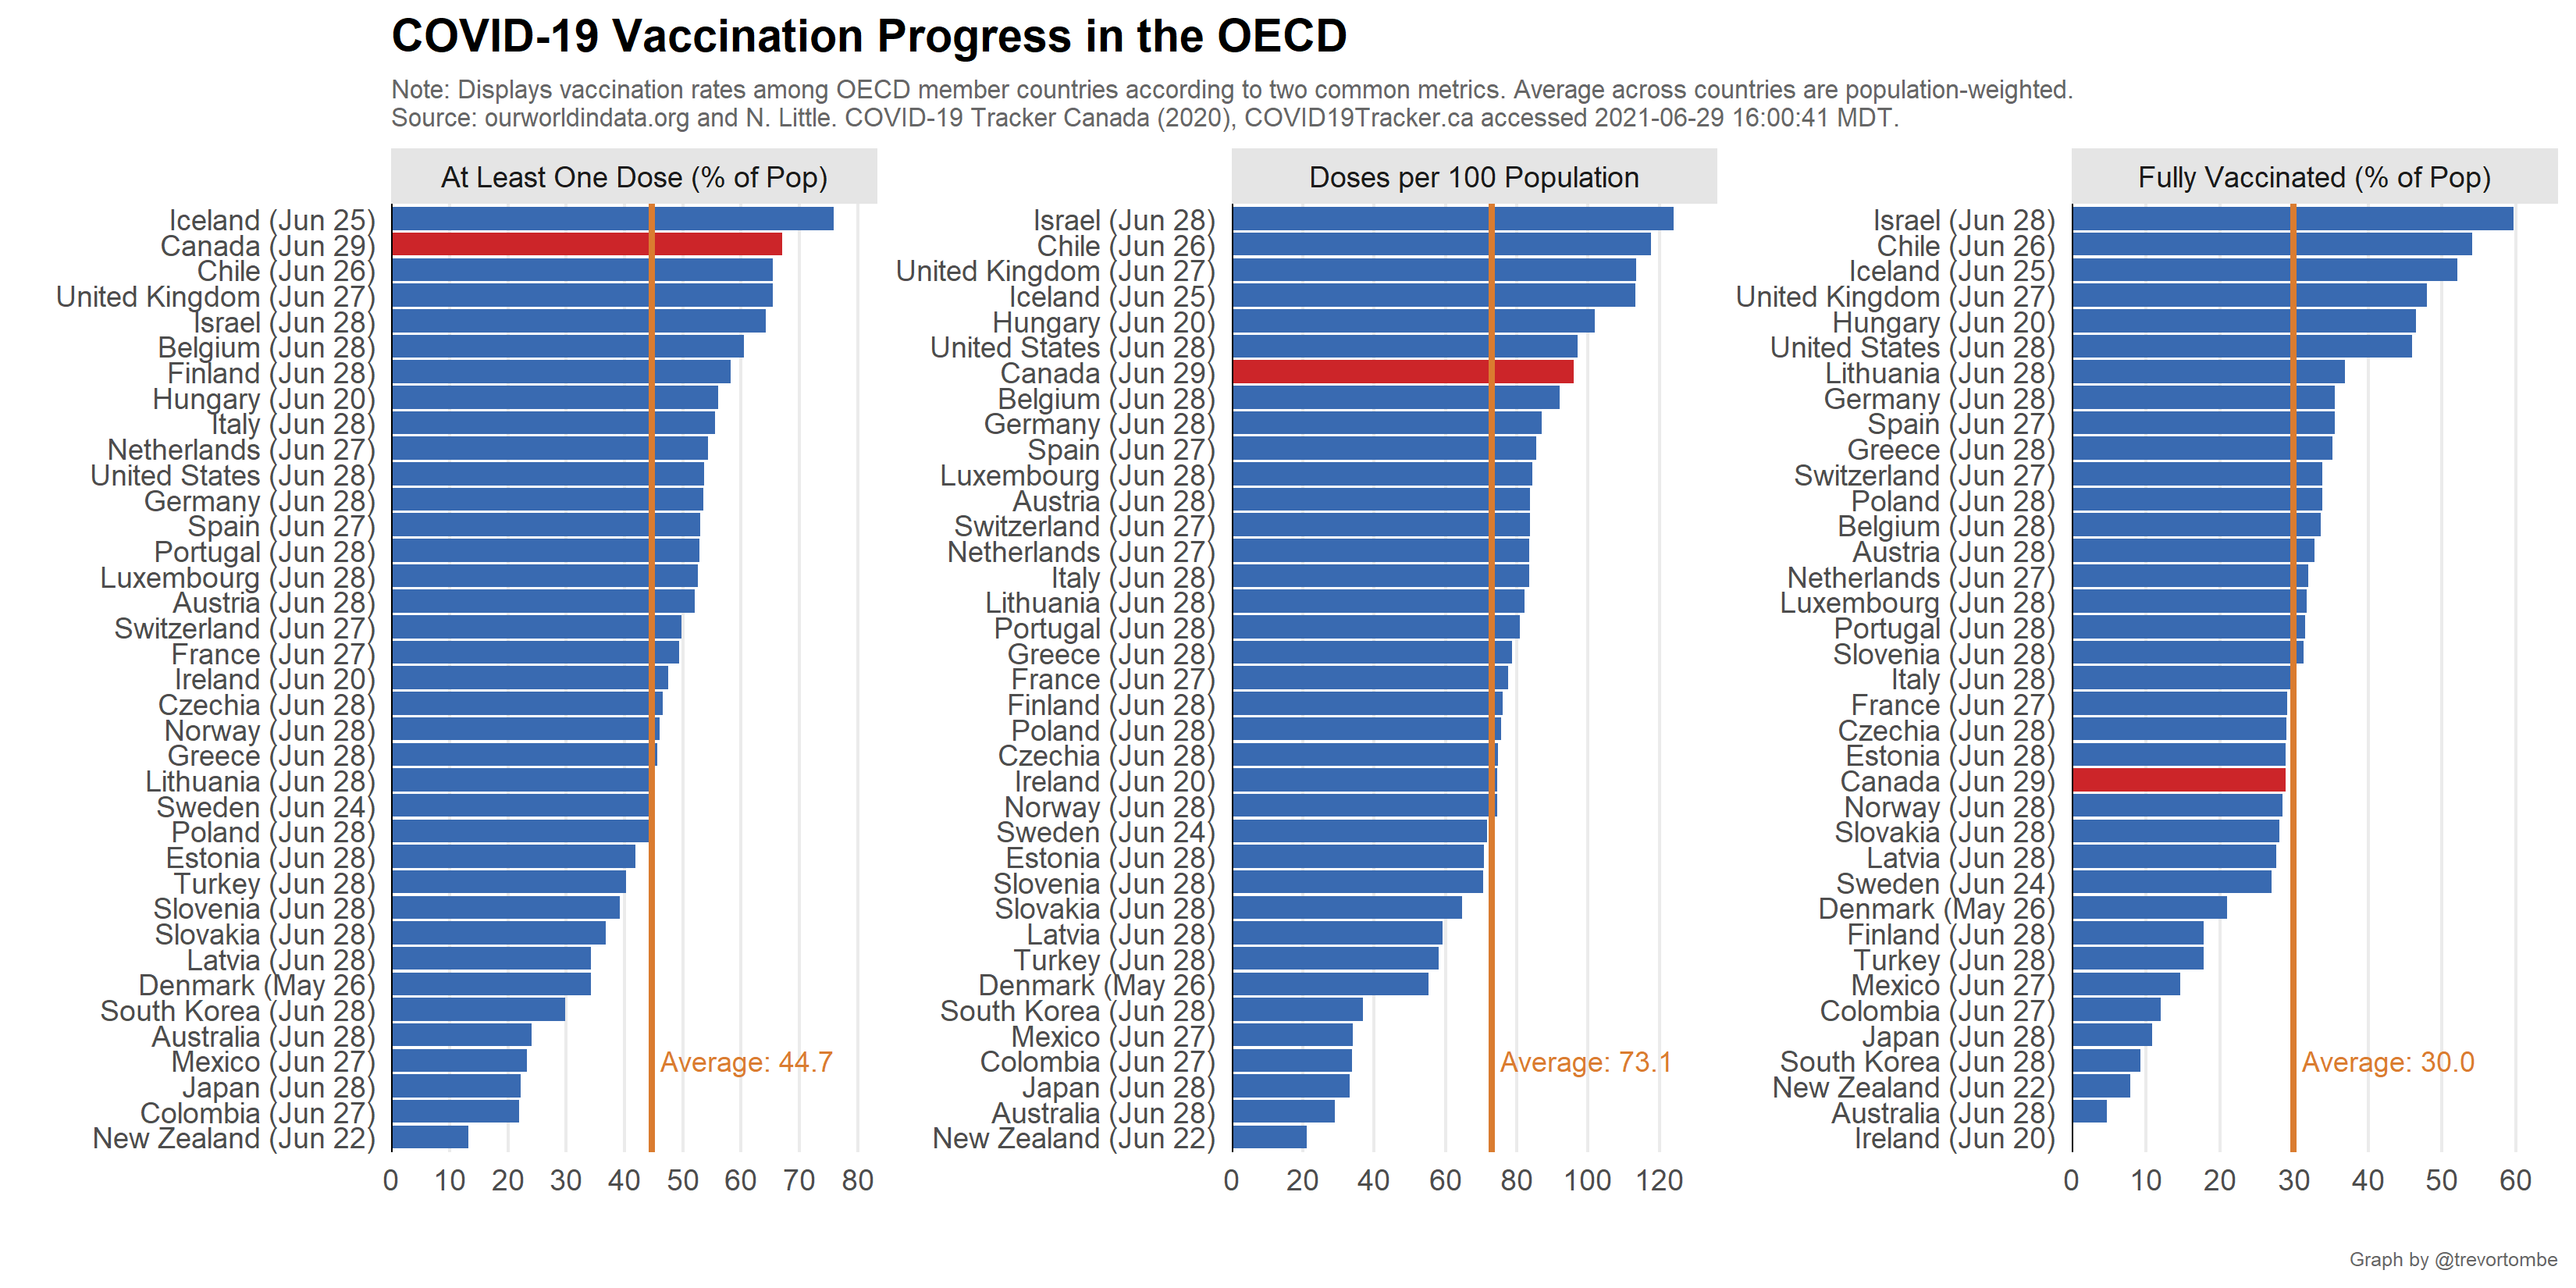 COVID-19 Vaccination Progress in the OECD
Note: Displays vaccination rates among OECD member countries according to two common metrics. Average across countries are population-weighted.
Source: ourworldindata.org and N. Little. COVID-19 Tracker Canada (2020), COVID19Tracker.ca accessed 2021-06-29 16:00:41 MDT.
At Least One Dose (% of Pop)
Iceland (Jun 25)
Canada (Jun 29)
Chile (Jun 26)
United Kingdom (Jun 27)
Israel (Jun 28)
Belgium (Jun 28)
Finland (Jun 28)
Hungary (Jun 20)
Italy (Jun 28)
Netherlands (Jun 27)
United States (Jun 28)
Germany (Jun 28)
Spain (Jun 27)
Portugal (Jun 28)
Luxembourg (Jun 28)
Austria (Jun 28)
Switzerland (Jun 27)
France (Jun 27)
Ireland (Jun 20)
Czechia (Jun 28)
Norway (Jun 28)
Greece (Jun 28)
Lithuania (Jun 28)
Sweden (Jun 24)
Poland (Jun 28)
Estonia (Jun 28)
Turkey (Jun 28)
Slovenia (Jun 28)
Slovakia (Jun 28)
Latvia (Jun 28)
Denmark (May 26)
South Korea (Jun 28)
Australia (Jun 28)
Mexico (Jun 27)
Japan (Jun 28)
Colombia (Jun 27)
New Zealand (Jun 22)
Average: 44.7
0 10 20 30 40 50 60 70 80
Doses per 100 Population
Israel (Jun 28)
Chile (Jun 26)
United Kingdom (Jun 27)
Iceland (Jun 25)
Hungary (Jun 20)
United States (Jun 28)
Canada (Jun 29)
Belgium (Jun 28)
Germany (Jun 28)
Spain (Jun 27)
Luxembourg (Jun 28)
Austria (Jun 28)
Switzerland (Jun 27)
Netherlands (Jun 27)
Italy (Jun 28)
Lithuania (Jun 28)
Portugal (Jun 28)
Greece (Jun 28)
France (Jun 27)
Finland (Jun 28)
Poland (Jun 28)
Czechia (Jun 28)
Ireland (Jun 20)
Norway (Jun 28)
Sweden (Jun 24)
Estonia (Jun 28)
Slovenia (Jun 28)
Slovakia (Jun 28)
Latvia (Jun 28)
Turkey (Jun 28)
Denmark (May 26)
South Korea (Jun 28)
Mexico (Jun 27)
Colombia (Jun 27)
Japan (Jun 28)
Australia (Jun 28)
New Zealand (Jun 22)
Average: 73.1
0 20 40 60 80 100 120
Fully Vaccinated (% of Pop)
Israel (Jun 28)
Chile (Jun 26)
Iceland (Jun 25)
United Kingdom (Jun 27)
Hungary (Jun 20)
United States (Jun 28)
Lithuania (Jun 28)
Germany (Jun 28)
Spain (Jun 27)
Greece (Jun 28)
Switzerland (Jun 27)
Poland (Jun 28)
Belgium (Jun 28)
Austria (Jun 28)
Netherlands (Jun 27)
Luxembourg (Jun 28)
Portugal (Jun 28)
Slovenia (Jun 28)
Italy (Jun 28)
France (Jun 27)
Czechia (Jun 28)
Estonia (Jun 28)
Canada (Jun 29)
Norway (Jun 28)
Slovakia (Jun 28)
Latvia (Jun 28)
Sweden (Jun 24)
Denmark (May 26)
Finland (Jun 28)
Turkey (Jun 28)
Mexico (Jun 27)
Colombia (Jun 27)
Japan (Jun 28)
South Korea (Jun 28)
New Zealand (Jun 22)
Australia (Jun 28)
Ireland (Jun 20)
Average: 30.0
0 10 20 30 40 50 60
Graph by @trevortombe